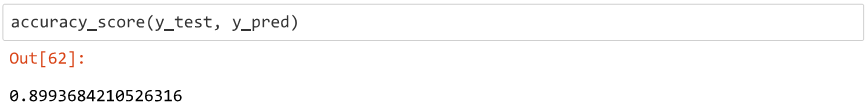 accuracy_score(y_test, y_pred)
Out[62]:
0.8993684210526316